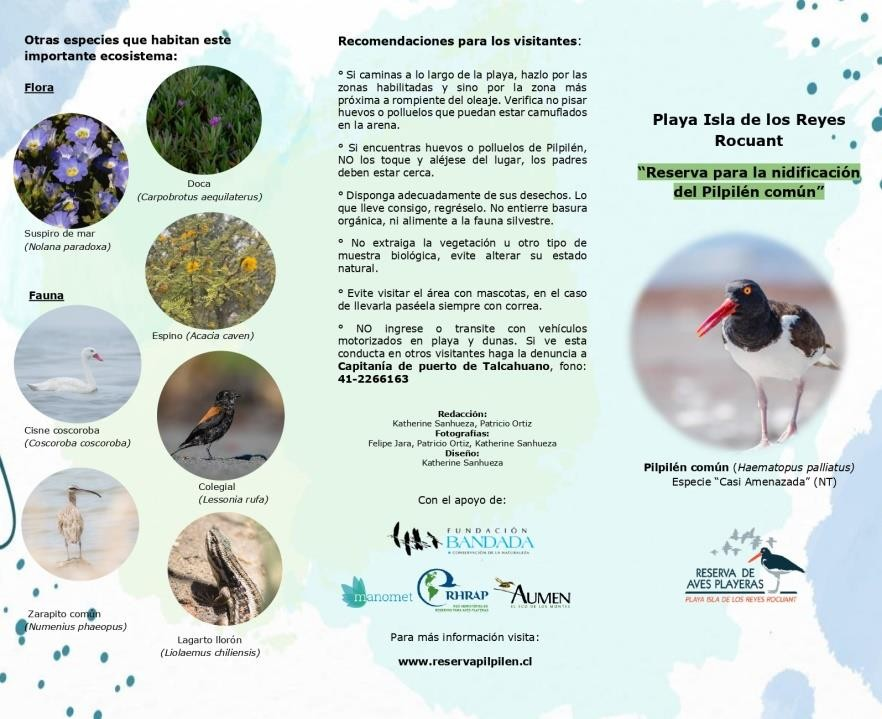 Otras especies que habitan este
importante ecosistema:
Flora
Doca
(Carpobrotus aequilaterus)
Suspiro de mar
(Nolana paradoxa)
Espino (Acacia caven)
Fauna
Cisne coscoroba
(Coscoroba coscoroba)
Colegial
(Lessonia rufa)
Zarapito común
(Numenius phaeopus)
Lagarto llorón
(Liolaemus chiliensis)
Recomendaciones para los visitantes:
° Si caminas a lo largo de la playa, hazlo por las
zonas habilitadas y sino por la zona más
próxima a rompiente del oleaje. Verifica no pisar
huevos o polluelos que puedan estar camuflados
en la arena.
° Si encuentras huevos o polluelos de Pilpilén,
NO los toque y aléjese del lugar, los padres
deben estar cerca.
° Disponga adecuadamente de sus desechos. Lo
que lleve consigo, regréselo. No entierre basura
orgánica, ni alimente a la fauna silvestre.
° No extraiga la vegetación u otro tipo de
muestra biológica, evite alterar su estado
natural.
° Evite visitar el área con mascotas, en el caso
de llevarla paséela siempre con correa.
° NO ingrese o transite con vehículos
motorizados en playa y dunas. Si ve esta
conducta en otros visitantes haga la denuncia a
Capitanía de puerto de Talcahuano, fono:
41-2266163
Redacción:
Katherine Sanhueza, Patricio Ortiz
Fotografías:
Felipe Jara, Patricio Ortiz, Katherine Sanhueza
Diseño:
Katherine Sanhueza
Con el apoyo de:
FUNDACIÓN
BANDADA
CONSERVACIÓN DE LA NATURALEZA
manomet
RHRAP
RED HEMISFÉRICA DE
RESERVAS PARA AVES PLAYERAS
AUMEN
EL ECO DE LOS MONTES
Para más información visita:
www.reservapilpilen.cl
Playa Isla de los Reyes
Rocuant
“Reserva para la nidificación
del Pilpilén común”
Pilpilén común (Haematopus palliatus)
Especie “Casi Amenazada” (NT)
RESERVA DE
AVES PLAYERAS
PLAYA ISLA DE LOS REYES ROCUANT